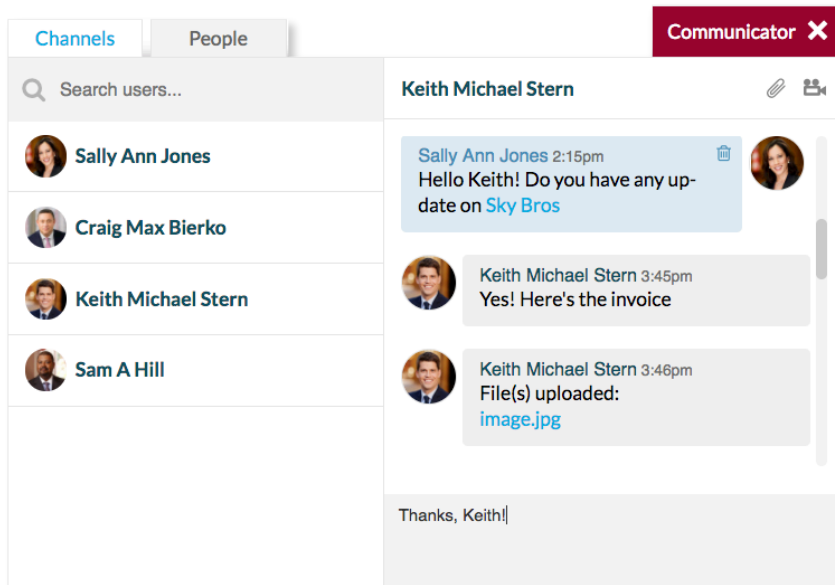 Channels
People
Communicator
Search users...
Sally Ann Jones
Craig Max Bierko
Keith Michael Stern
Sam A Hill
Keith Michael Stern
Sally Ann Jones 2:15pm
Hello Keith! Do you have any up-
date on Sky Bros
Keith Michael Stern 3:45pm
Yes! Here's the invoice
Keith Michael Stern 3:46pm
File(s) uploaded:
image.jpg
Thanks, Keith!